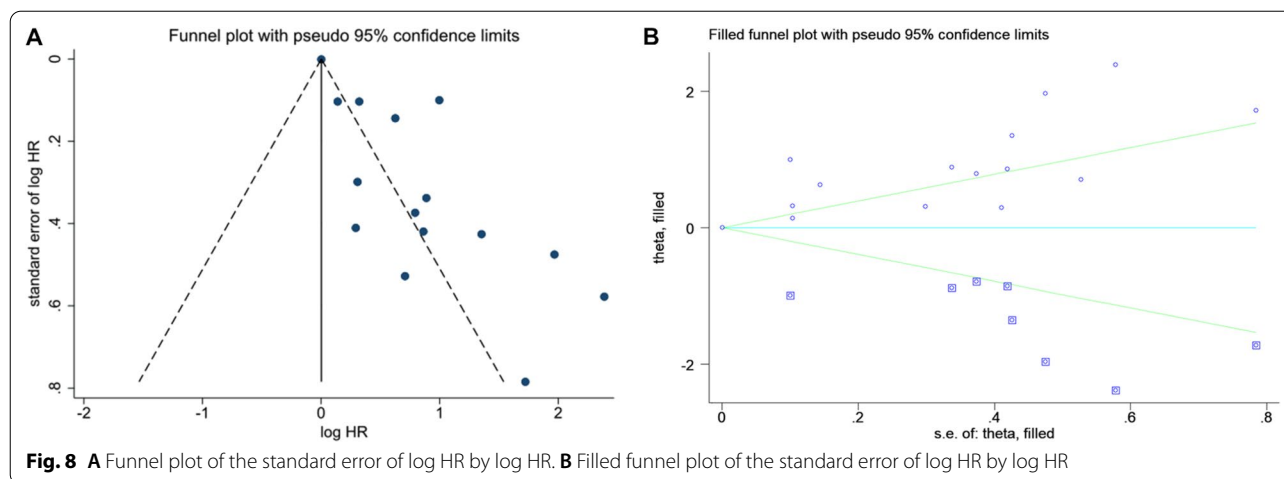 A
Funnel plot with pseudo 95% confidence limits
0
.2
.4
.6
.8
standard error of log HR
-2 -1 0 1 2
log HR
B
Filled funnel plot with pseudo 95% confidence limits
2
0
-2
theta, filled
0 .2 .4 .6 .8
s.e. of: theta, filled
Fig. 8 A Funnel plot of the standard error of log HR by log HR. B Filled funnel plot of the standard error of log HR by log HR